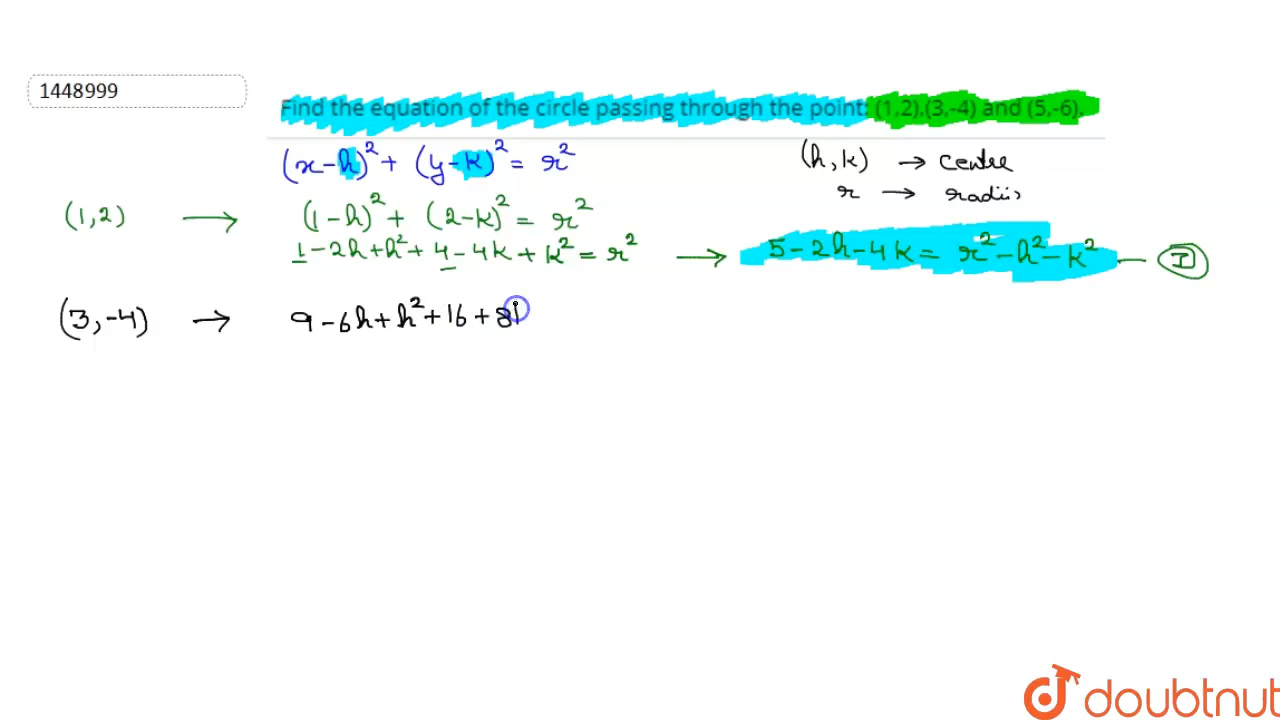 1448999
Find the equation of the circle passing through the point: (1,2),(3,-4) and (5,-6).
(x-h)² + (y-k)² = r²
(h,k) → centre
r → radius
(1,2) → (1-h)² + (2-k)² = r²
1-2h+h²+4-4k+k² = r² → 5-2h-4k = r²-h²-k² — I
(3,-4) → 9-6h+h²+16+8
doubtnut